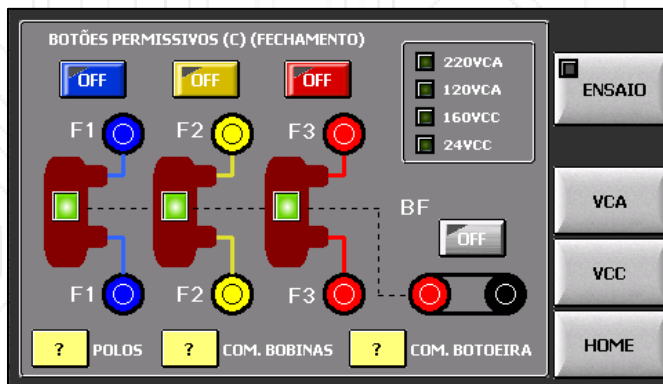 BOTÕES PERMISSIVOS (C) (FECHAMENTO)
OFF
OFF
OFF
220VCA
120VCA
160VCC
24VCC
ENSAIO
F1
F2
F3
BF
OFF
VCA
VCC
F1
F2
F3
? POLOS
? COM. BOBINAS
? COM. BOTOEIRA
HOME